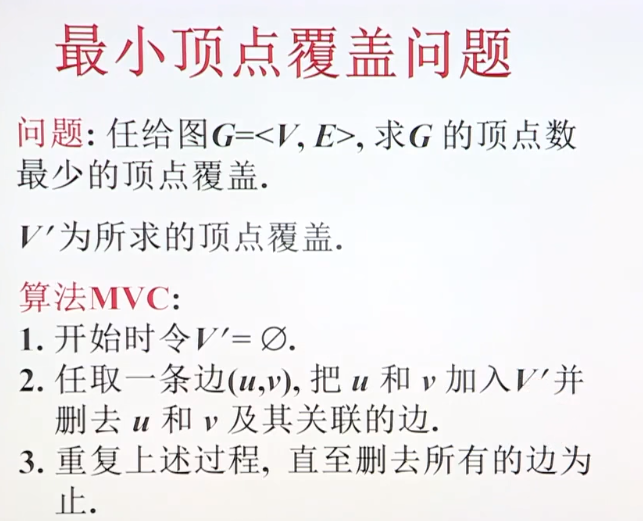 最小顶点覆盖问题
问题: 任给图G=<V, E>, 求G 的顶点数
最少的顶点覆盖.
V′为所求的顶点覆盖.
算法MVC:
1. 开始时令V′= ∅.
2. 任取一条边(u,v), 把 u 和 v 加入V′并
删去 u 和 v 及其关联的边.
3. 重复上述过程, 直至删去所有的边为
止.